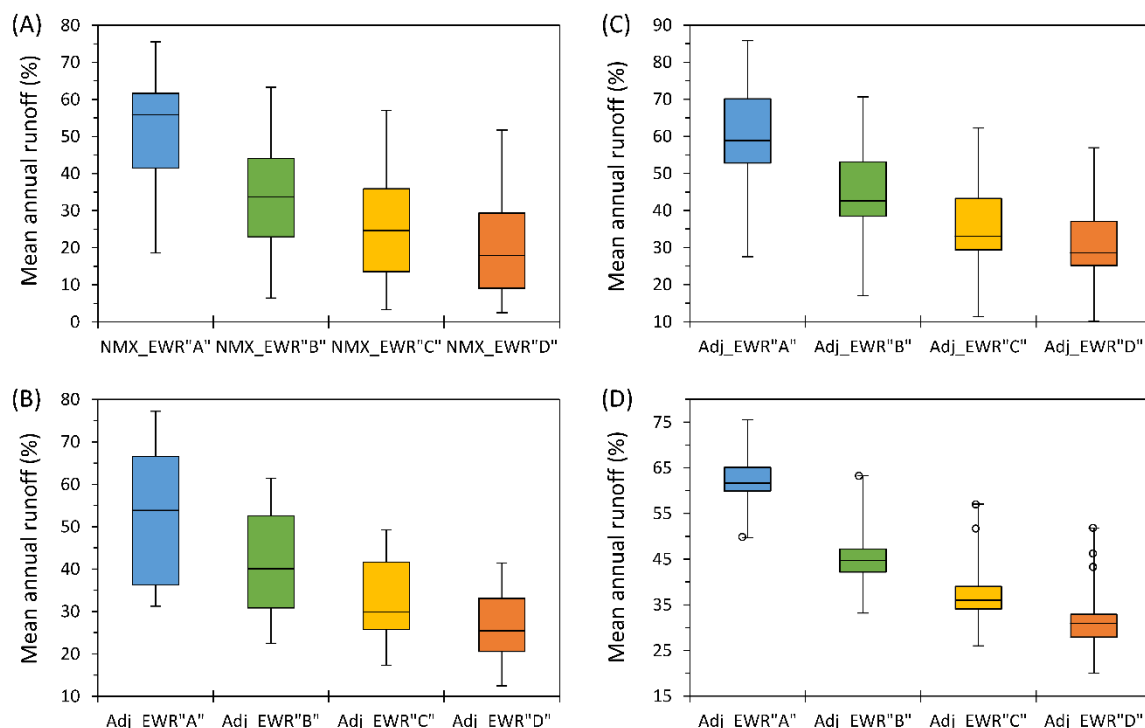 (A)
Mean annual runoff (%)
80
70
60
50
40
30
20
10
0
NMX_EWR"A" NMX_EWR"B" NMX_EWR"C" NMX_EWR"D"
(C)
Mean annual runoff (%)
90
80
70
60
50
40
30
20
10
Adj_EWR"A" Adj_EWR"B" Adj_EWR"C" Adj_EWR"D"
(B)
Mean annual runoff (%)
80
70
60
50
40
30
20
10
Adj_EWR"A" Adj_EWR"B" Adj_EWR"C" Adj_EWR"D"
(D)
Mean annual runoff (%)
75
65
55
45
35
25
15
Adj_EWR"A" Adj_EWR"B" Adj_EWR"C" Adj_EWR"D"